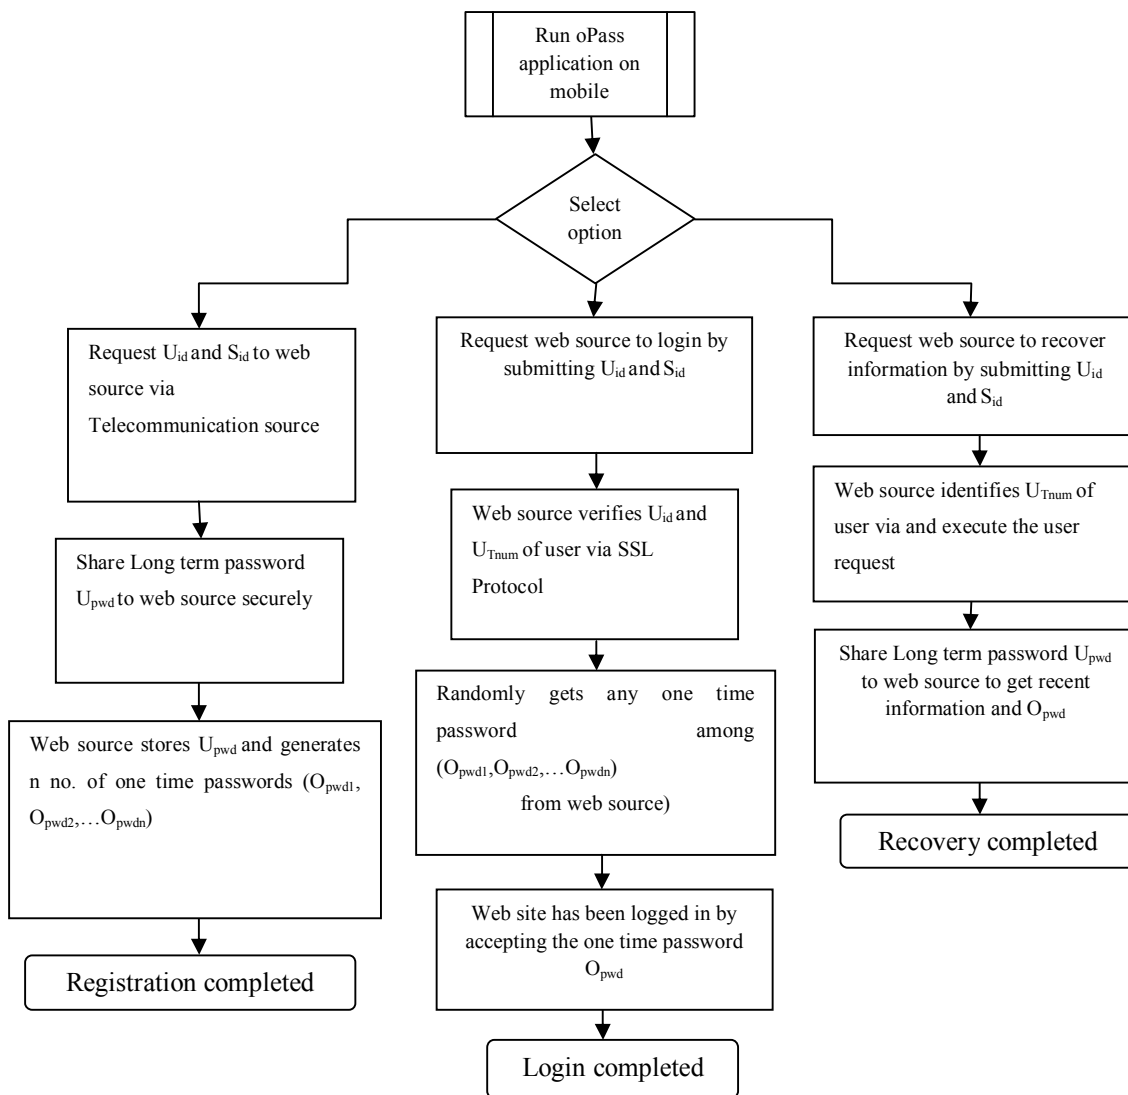 Run oPass
application on
mobile
Select
option
Request Uid and Sid to web
source via
Telecommunication source
Share Long term password
Upwd to web source securely
Web source stores Upwd and generates
n no. of one time passwords (Opwd1,
Opwd2,…Opwdn)
Registration completed
Request web source to login by
submitting Uid and Sid
Web source verifies Uid and
UTnum of user via SSL
Protocol
Randomly gets any one time
password among
(Opwd1,Opwd2,…Opwdn)
from web source)
Web site has been logged in by
accepting the one time password
Opwd
Login completed
Request web source to recover
information by submitting Uid
and Sid
Web source identifies UTnum of
user via and execute the user
request
Share Long term password Upwd
to web source to get recent
information and Opwd
Recovery completed